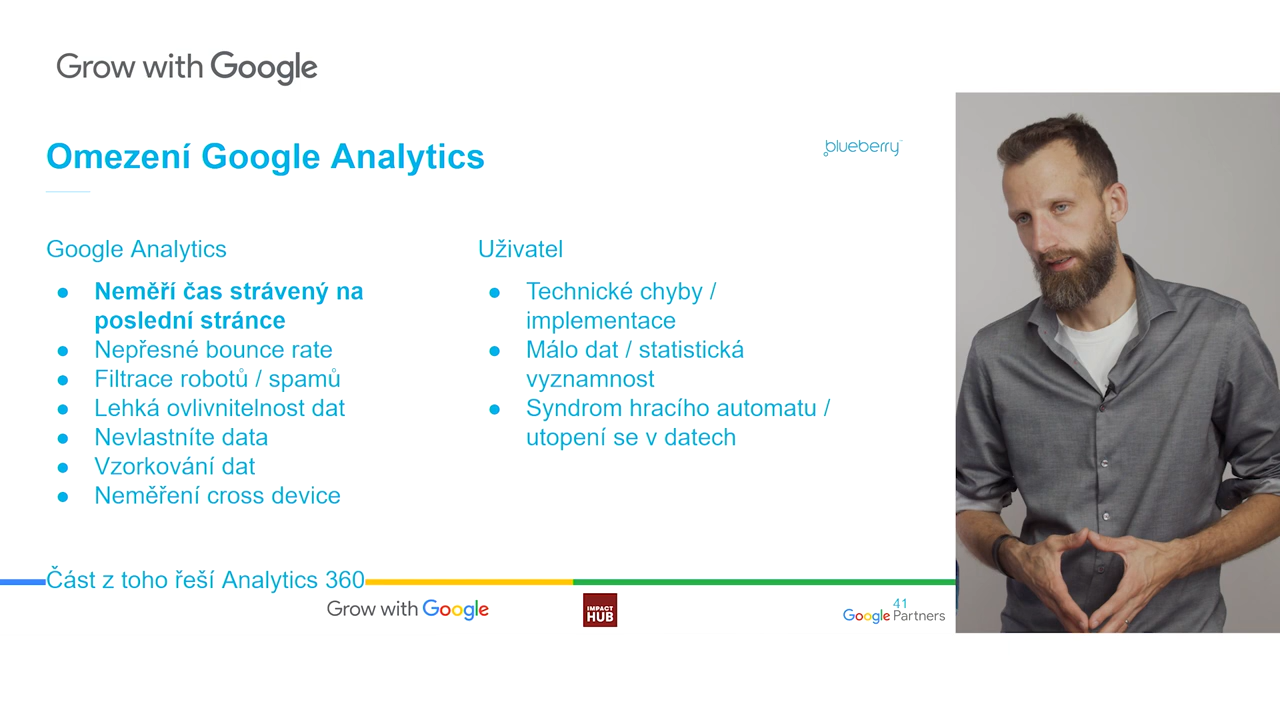 Grow with Google
Omezení Google Analytics
blueberry
Google Analytics
● Neměří čas strávený na
poslední stránce
● Nepřesné bounce rate
● Filtrace robotů / spamů
● Lehká ovlivnitelnost dat
● Nevlastníte data
● Vzorkování dat
● Neměření cross device
Uživatel
● Technické chyby /
implementace
● Málo dat / statistická
vyznamnost
● Syndrom hracího automatu /
utopení se v datech
Část z toho řeší Analytics 360
Grow with Google
IMPACT
HUB
41
Google Partners